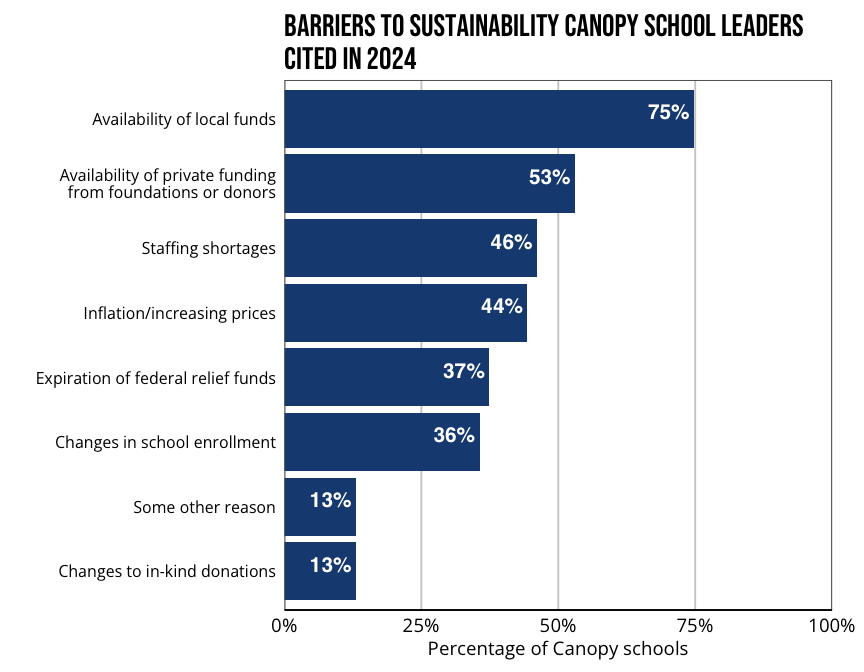 BARRIERS TO SUSTAINABILITY CANOPY SCHOOL LEADERS
CITED IN 2024
Availability of local funds
75%
Availability of private funding
from foundations or donors
53%
Staffing shortages
46%
Inflation/increasing prices
44%
Expiration of federal relief funds
37%
Changes in school enrollment
36%
Some other reason
13%
Changes to in-kind donations
13%
0% 25% 50% 75% 100%
Percentage of Canopy schools